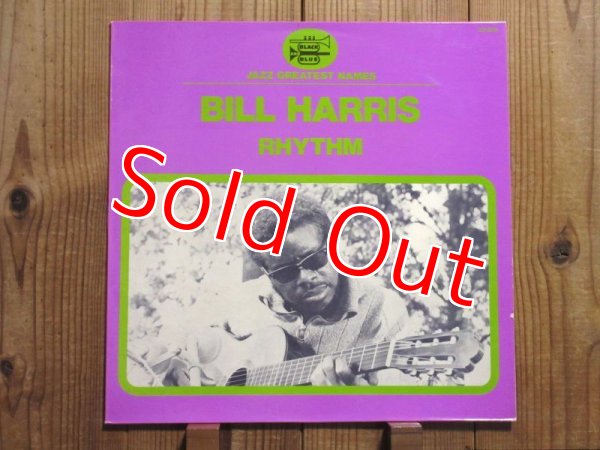 BLACK
BLUE
JAZZ GREATEST NAMES
BILL HARRIS
RHYTHM
Sold Out